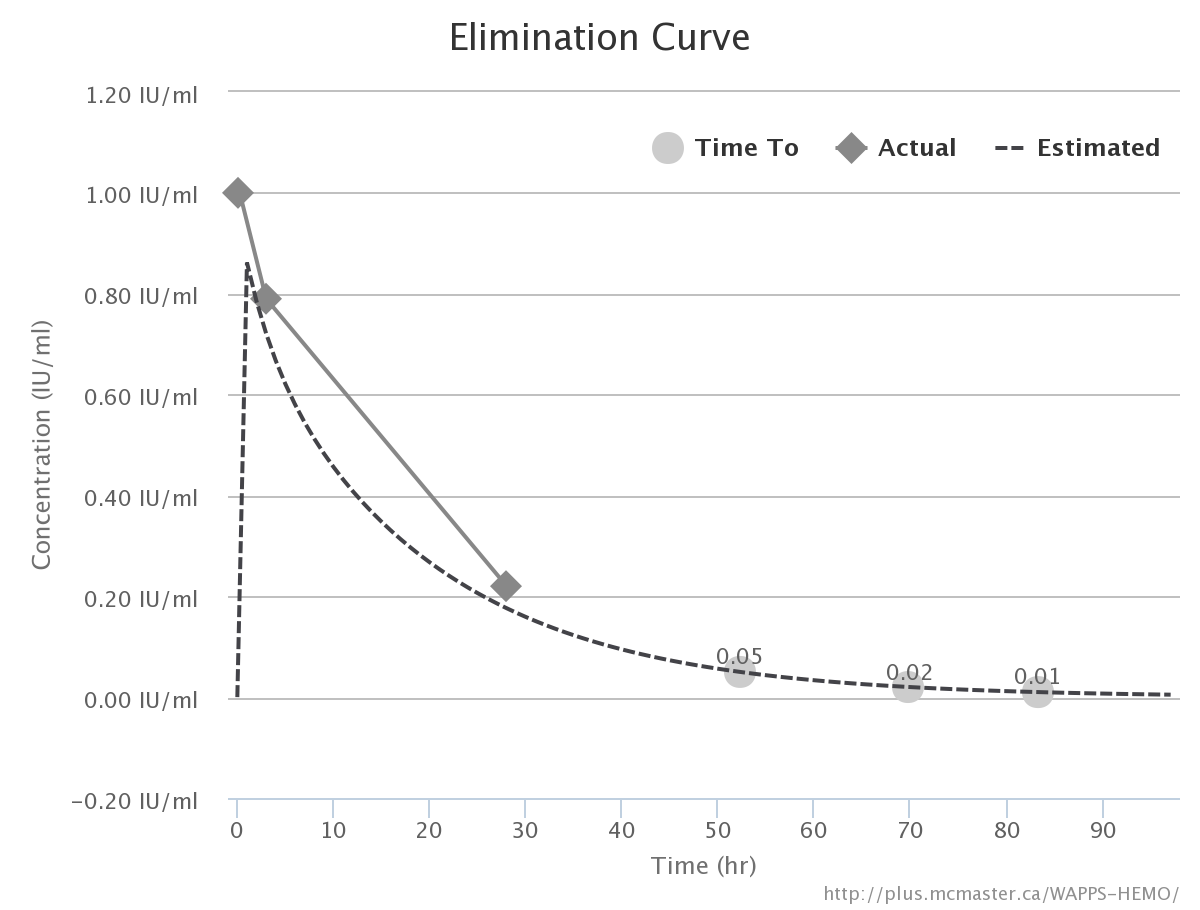 Elimination Curve
1.20 IU/ml
Time To
Actual
Estimated
1.00 IU/ml
0.80 IU/ml
0.60 IU/ml
0.40 IU/ml
0.20 IU/ml
0.00 IU/ml
−0.20 IU/ml
Concentration (IU/ml)
0.05
0.02
0.01
0 10 20 30 40 50 60 70 80 90
Time (hr)
http://plus.mcmaster.ca/WAPPS-HEMO/